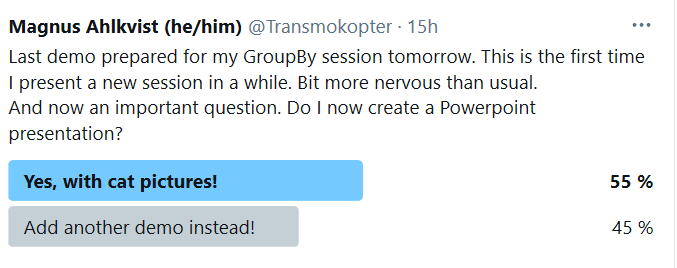 Magnus Ahlkvist (he/him) @Transmokopter · 15h
Last demo prepared for my GroupBy session tomorrow. This is the first time
I present a new session in a while. Bit more nervous than usual.
And now an important question. Do I now create a Powerpoint
presentation?
Yes, with cat pictures! 55 %
Add another demo instead! 45 %